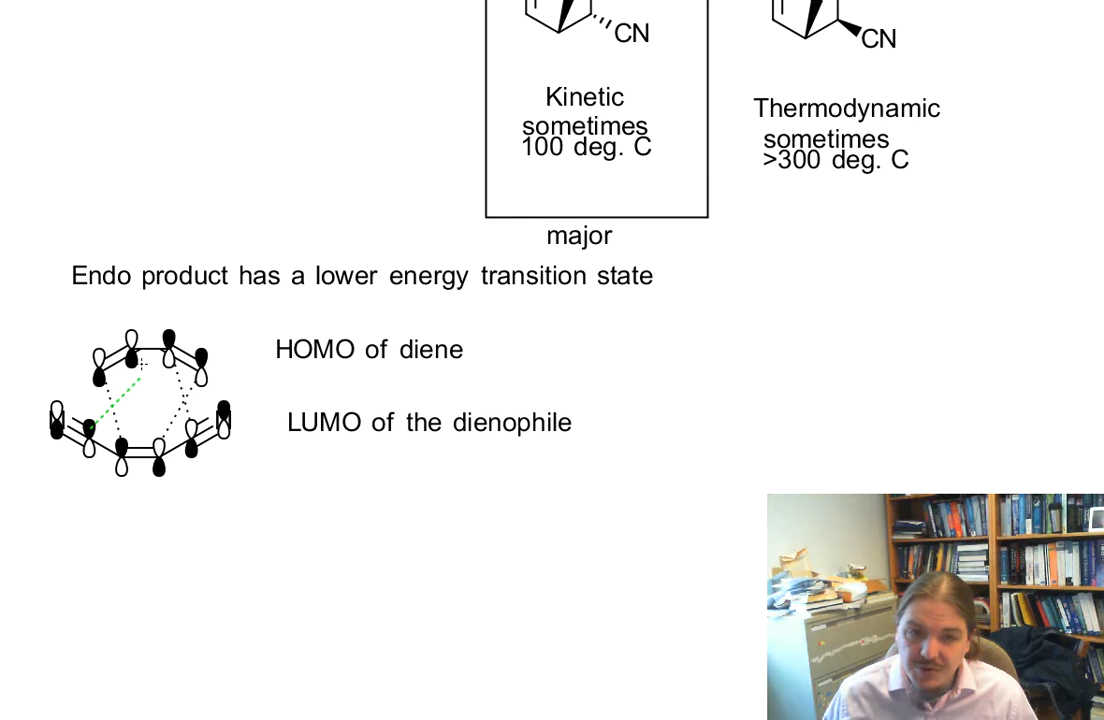 CN
CN
Kinetic
sometimes
100 deg. C
Thermodynamic
sometimes
>300 deg. C
major
Endo product has a lower energy transition state
HOMO of diene
LUMO of the dienophile
N
N